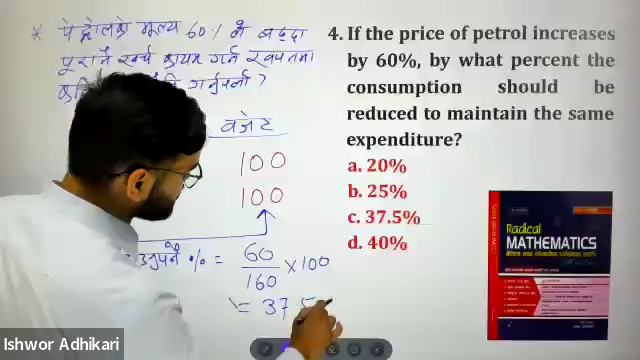 * पेट्रोलको मूल्य 60% ले बढ्दा
पुरानै खर्च कायम गर्न खपतमा
गर्नुपर्ला ?
बजेट
100
100
% = 60/160 × 100
= 37.5
4. If the price of petrol increases
by 60%, by what percent the
consumption should be
reduced to maintain the same
expenditure?
a. 20%
b. 25%
c. 37.5%
d. 40%
Radical
MATHEMATICS
Ishwor Adhikari